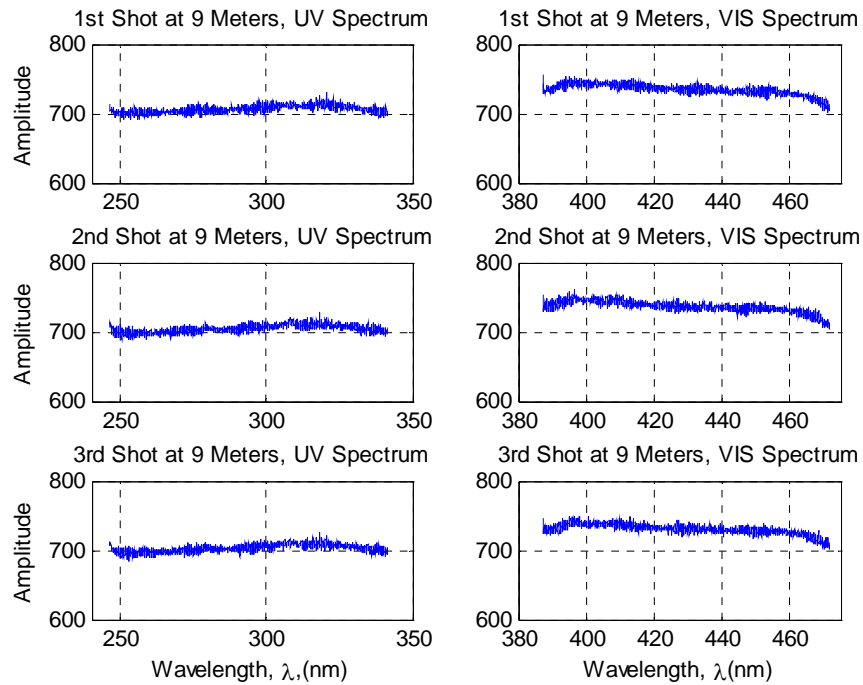 1st Shot at 9 Meters, UV Spectrum
800
700
600
Amplitude
250 300 350
1st Shot at 9 Meters, VIS Spectrum
800
700
600
380 400 420 440 460
2nd Shot at 9 Meters, UV Spectrum
800
700
600
Amplitude
250 300 350
2nd Shot at 9 Meters, VIS Spectrum
800
700
600
380 400 420 440 460
3rd Shot at 9 Meters, UV Spectrum
800
700
600
Amplitude
250 300 350
Wavelength, λ,(nm)
3rd Shot at 9 Meters, VIS Spectrum
800
700
600
380 400 420 440 460
Wavelength, λ(nm)